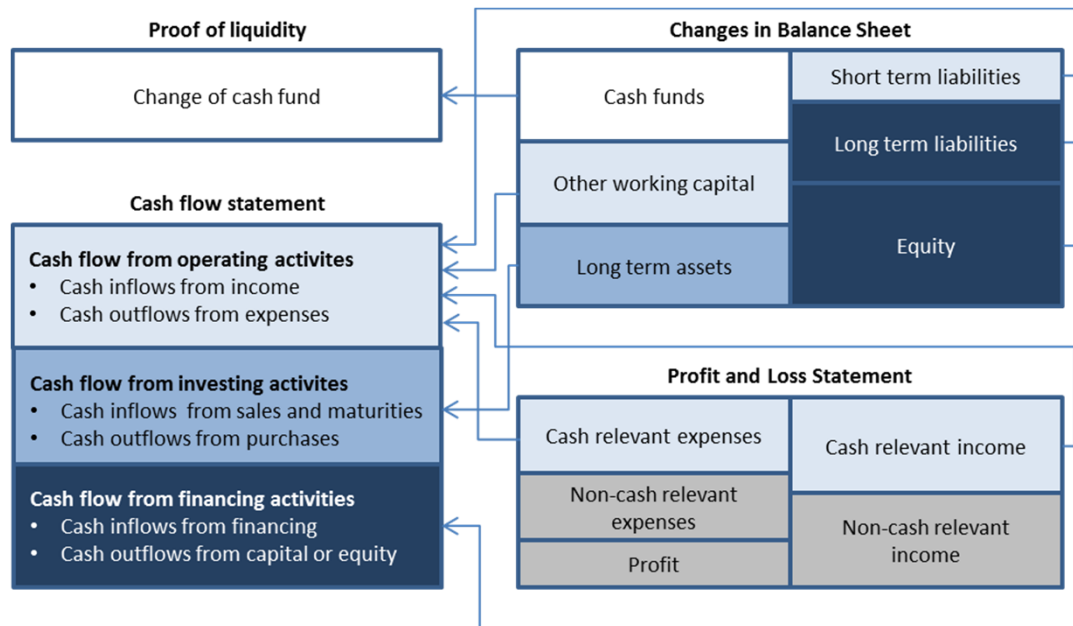 Proof of liquidity
Change of cash fund
Cash flow statement
Cash flow from operating activites
• Cash inflows from income
• Cash outflows from expenses
Cash flow from investing activites
• Cash inflows from sales and maturities
• Cash outflows from purchases
Cash flow from financing activities
• Cash inflows from financing
• Cash outflows from capital or equity
Changes in Balance Sheet
Cash funds
Other working capital
Long term assets
Short term liabilities
Long term liabilities
Equity
Profit and Loss Statement
Cash relevant expenses
Non-cash relevant
expenses
Profit
Cash relevant income
Non-cash relevant
income